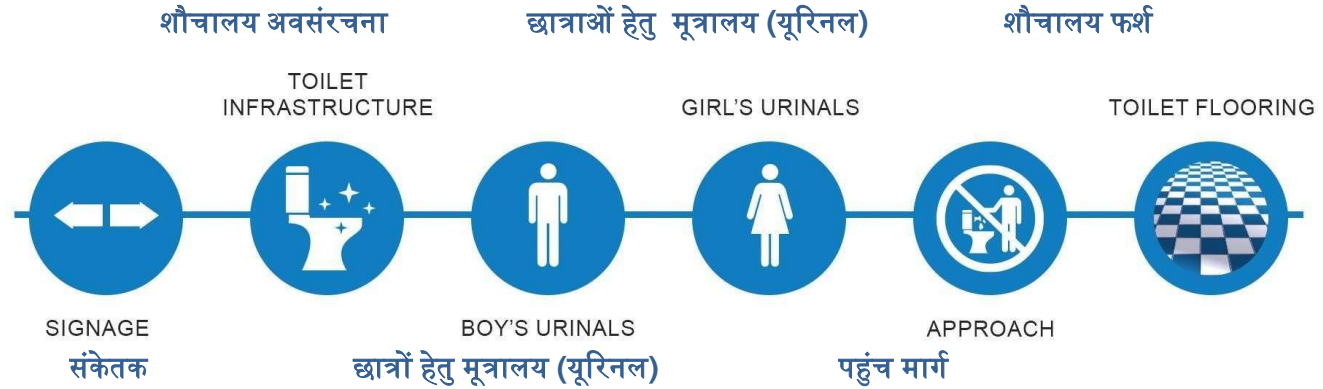 शौचालय अवसंरचना छात्राओं हेतु मूत्रालय (यूरिनल) शौचालय फर्श
TOILET
INFRASTRUCTURE GIRL'S URINALS TOILET FLOORING
SIGNAGE BOY'S URINALS APPROACH
संकेतक छात्रों हेतु मूत्रालय (यूरिनल) पहुंच मार्ग